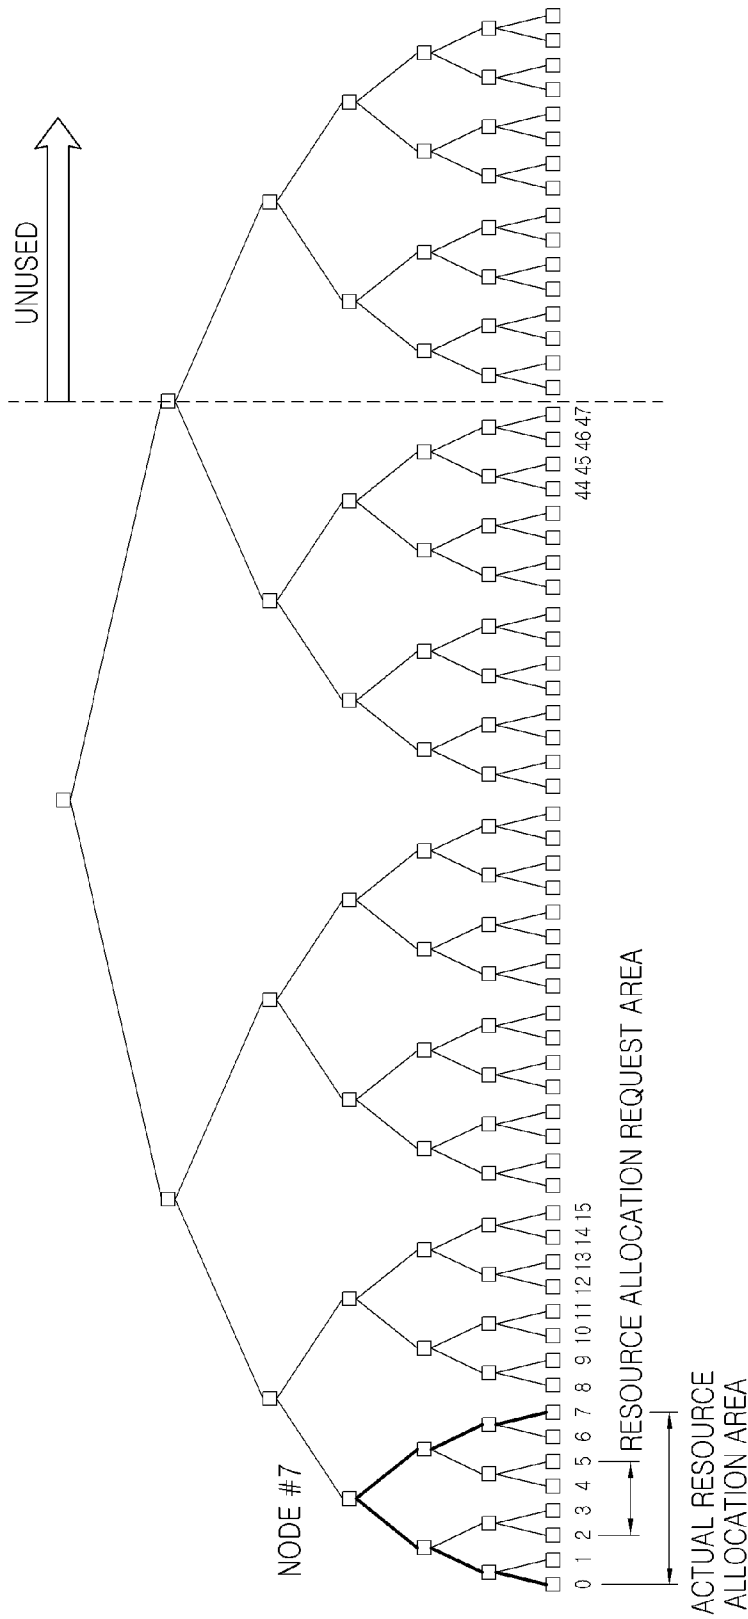 UNUSED
NODE #7
0 1 2 3 4 5 6 7 8 9 10 11 12 13 14 15
44 45 46 47
RESOURCE ALLOCATION REQUEST AREA
ACTUAL RESOURCE
ALLOCATION AREA